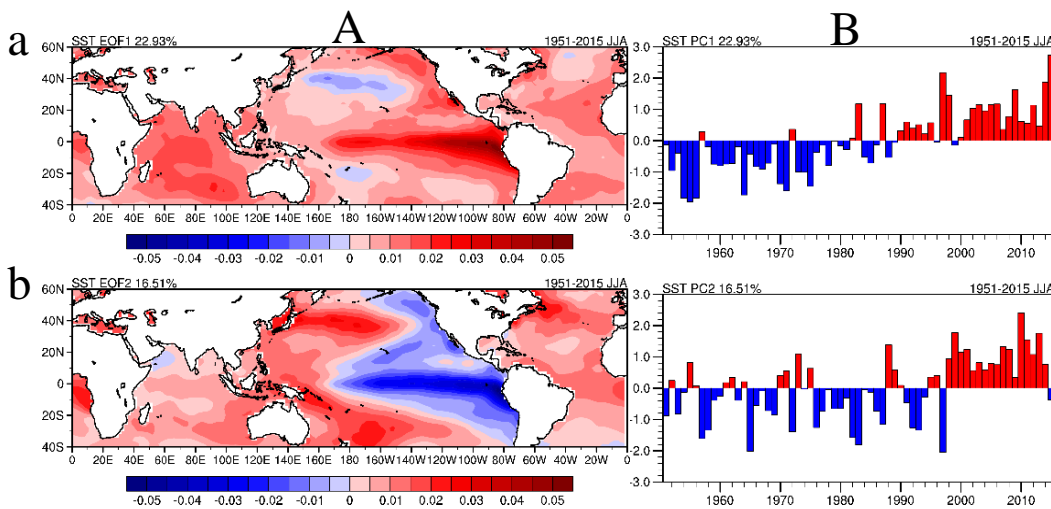 A B
a
SST EOF1 22.93% 1951-2015 JJA
60N
40N
20N
0
20S
40S
0 20E 40E 60E 80E 100E 120E 140E 160E 180 160W 140W 120W 100W 80W 60W 40W 20W 0
-0.05 -0.04 -0.03 -0.02 -0.01 0 0.01 0.02 0.03 0.04 0.05
SST PC1 22.93% 1951-2015 JJA
3.0
2.0
1.0
0.0
-1.0
-2.0
-3.0
1960 1970 1980 1990 2000 2010
b
SST EOF2 16.51% 1951-2015 JJA
60N
40N
20N
0
20S
40S
0 20E 40E 60E 80E 100E 120E 140E 160E 180 160W 140W 120W 100W 80W 60W 40W 20W 0
-0.05 -0.04 -0.03 -0.02 -0.01 0 0.01 0.02 0.03 0.04 0.05
SST PC2 16.51% 1951-2015 JJA
3.0
2.0
1.0
0.0
-1.0
-2.0
-3.0
1960 1970 1980 1990 2000 2010